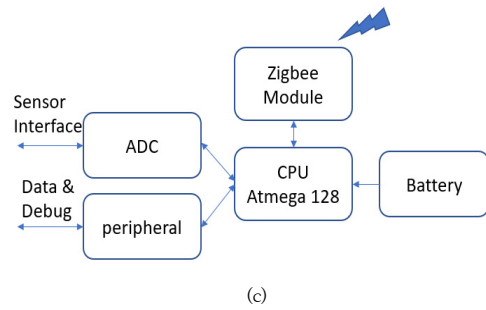 Zigbee
Module
Sensor
Interface
ADC
Data &
Debug
peripheral
CPU
Atmega 128
Battery
(c)